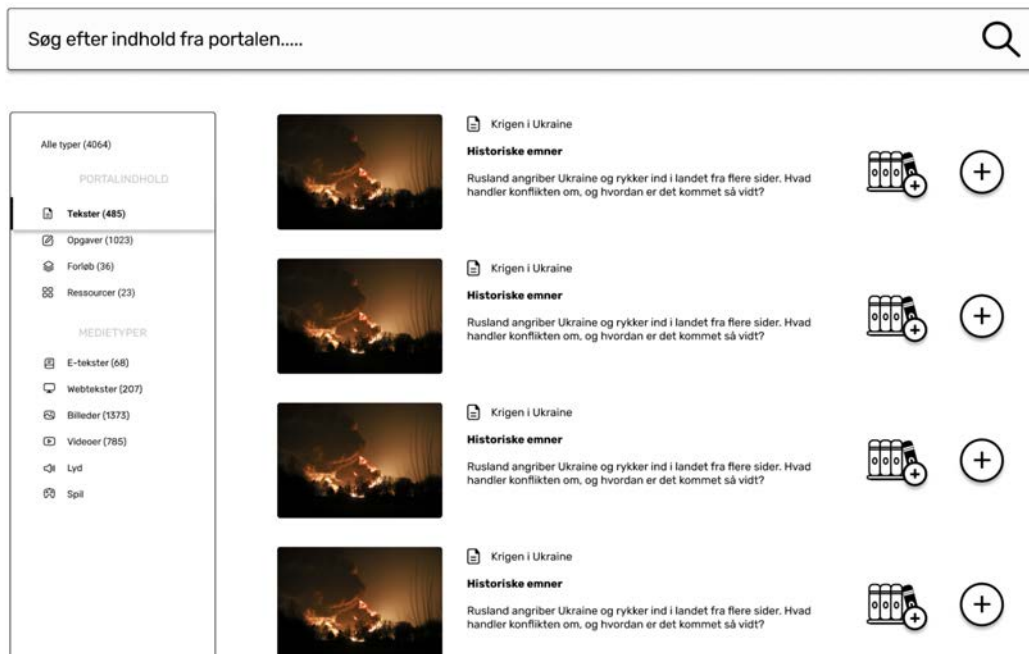 Søg efter indhold fra portalen.....
Alle typer (4064)
PORTALINDHOLD
Tekster (485)
Opgaver (1023)
Forløb (36)
Ressourcer (23)
MEDIETYPER
E-tekster (68)
Webtekster (207)
Billeder (1373)
Videoer (785)
Lyd
Spil
Krigen i Ukraine
Historiske emner
Rusland angriber Ukraine og rykker ind i landet fra flere sider. Hvad
handler konflikten om, og hvordan er det kommet så vidt?
Krigen i Ukraine
Historiske emner
Rusland angriber Ukraine og rykker ind i landet fra flere sider. Hvad
handler konflikten om, og hvordan er det kommet så vidt?
Krigen i Ukraine
Historiske emner
Rusland angriber Ukraine og rykker ind i landet fra flere sider. Hvad
handler konflikten om, og hvordan er det kommet så vidt?
Krigen i Ukraine
Historiske emner
Rusland angriber Ukraine og rykker ind i landet fra flere sider. Hvad
handler konflikten om, og hvordan er det kommet så vidt?